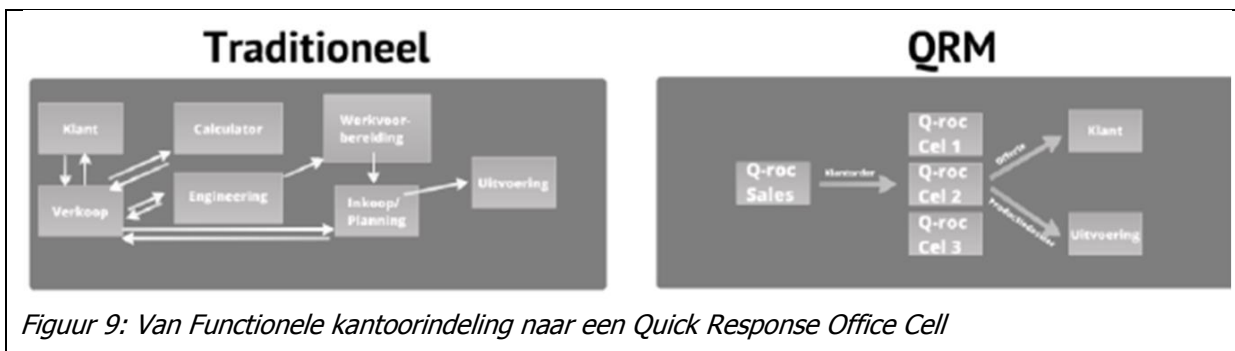 Traditioneel
Klant
Calculator
Werkvoor-
bereiding
Verkoop
Engineering
Inkoop/
Planning
Uitvoering
QRM
Q-roc
Sales
Klantorder
Q-roc
Cel 1
Q-roc
Cel 2
Q-roc
Cel 3
Offerte
Productieorder
Klant
Uitvoering
Figuur 9: Van Functionele kantoorindeling naar een Quick Response Office Cell